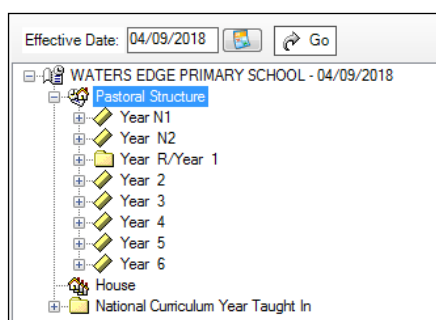 Effective Date: 04/09/2018 Go
WATERS EDGE PRIMARY SCHOOL - 04/09/2018
Pastoral Structure
Year N1
Year N2
Year R/Year 1
Year 2
Year 3
Year 4
Year 5
Year 6
House
National Curriculum Year Taught In